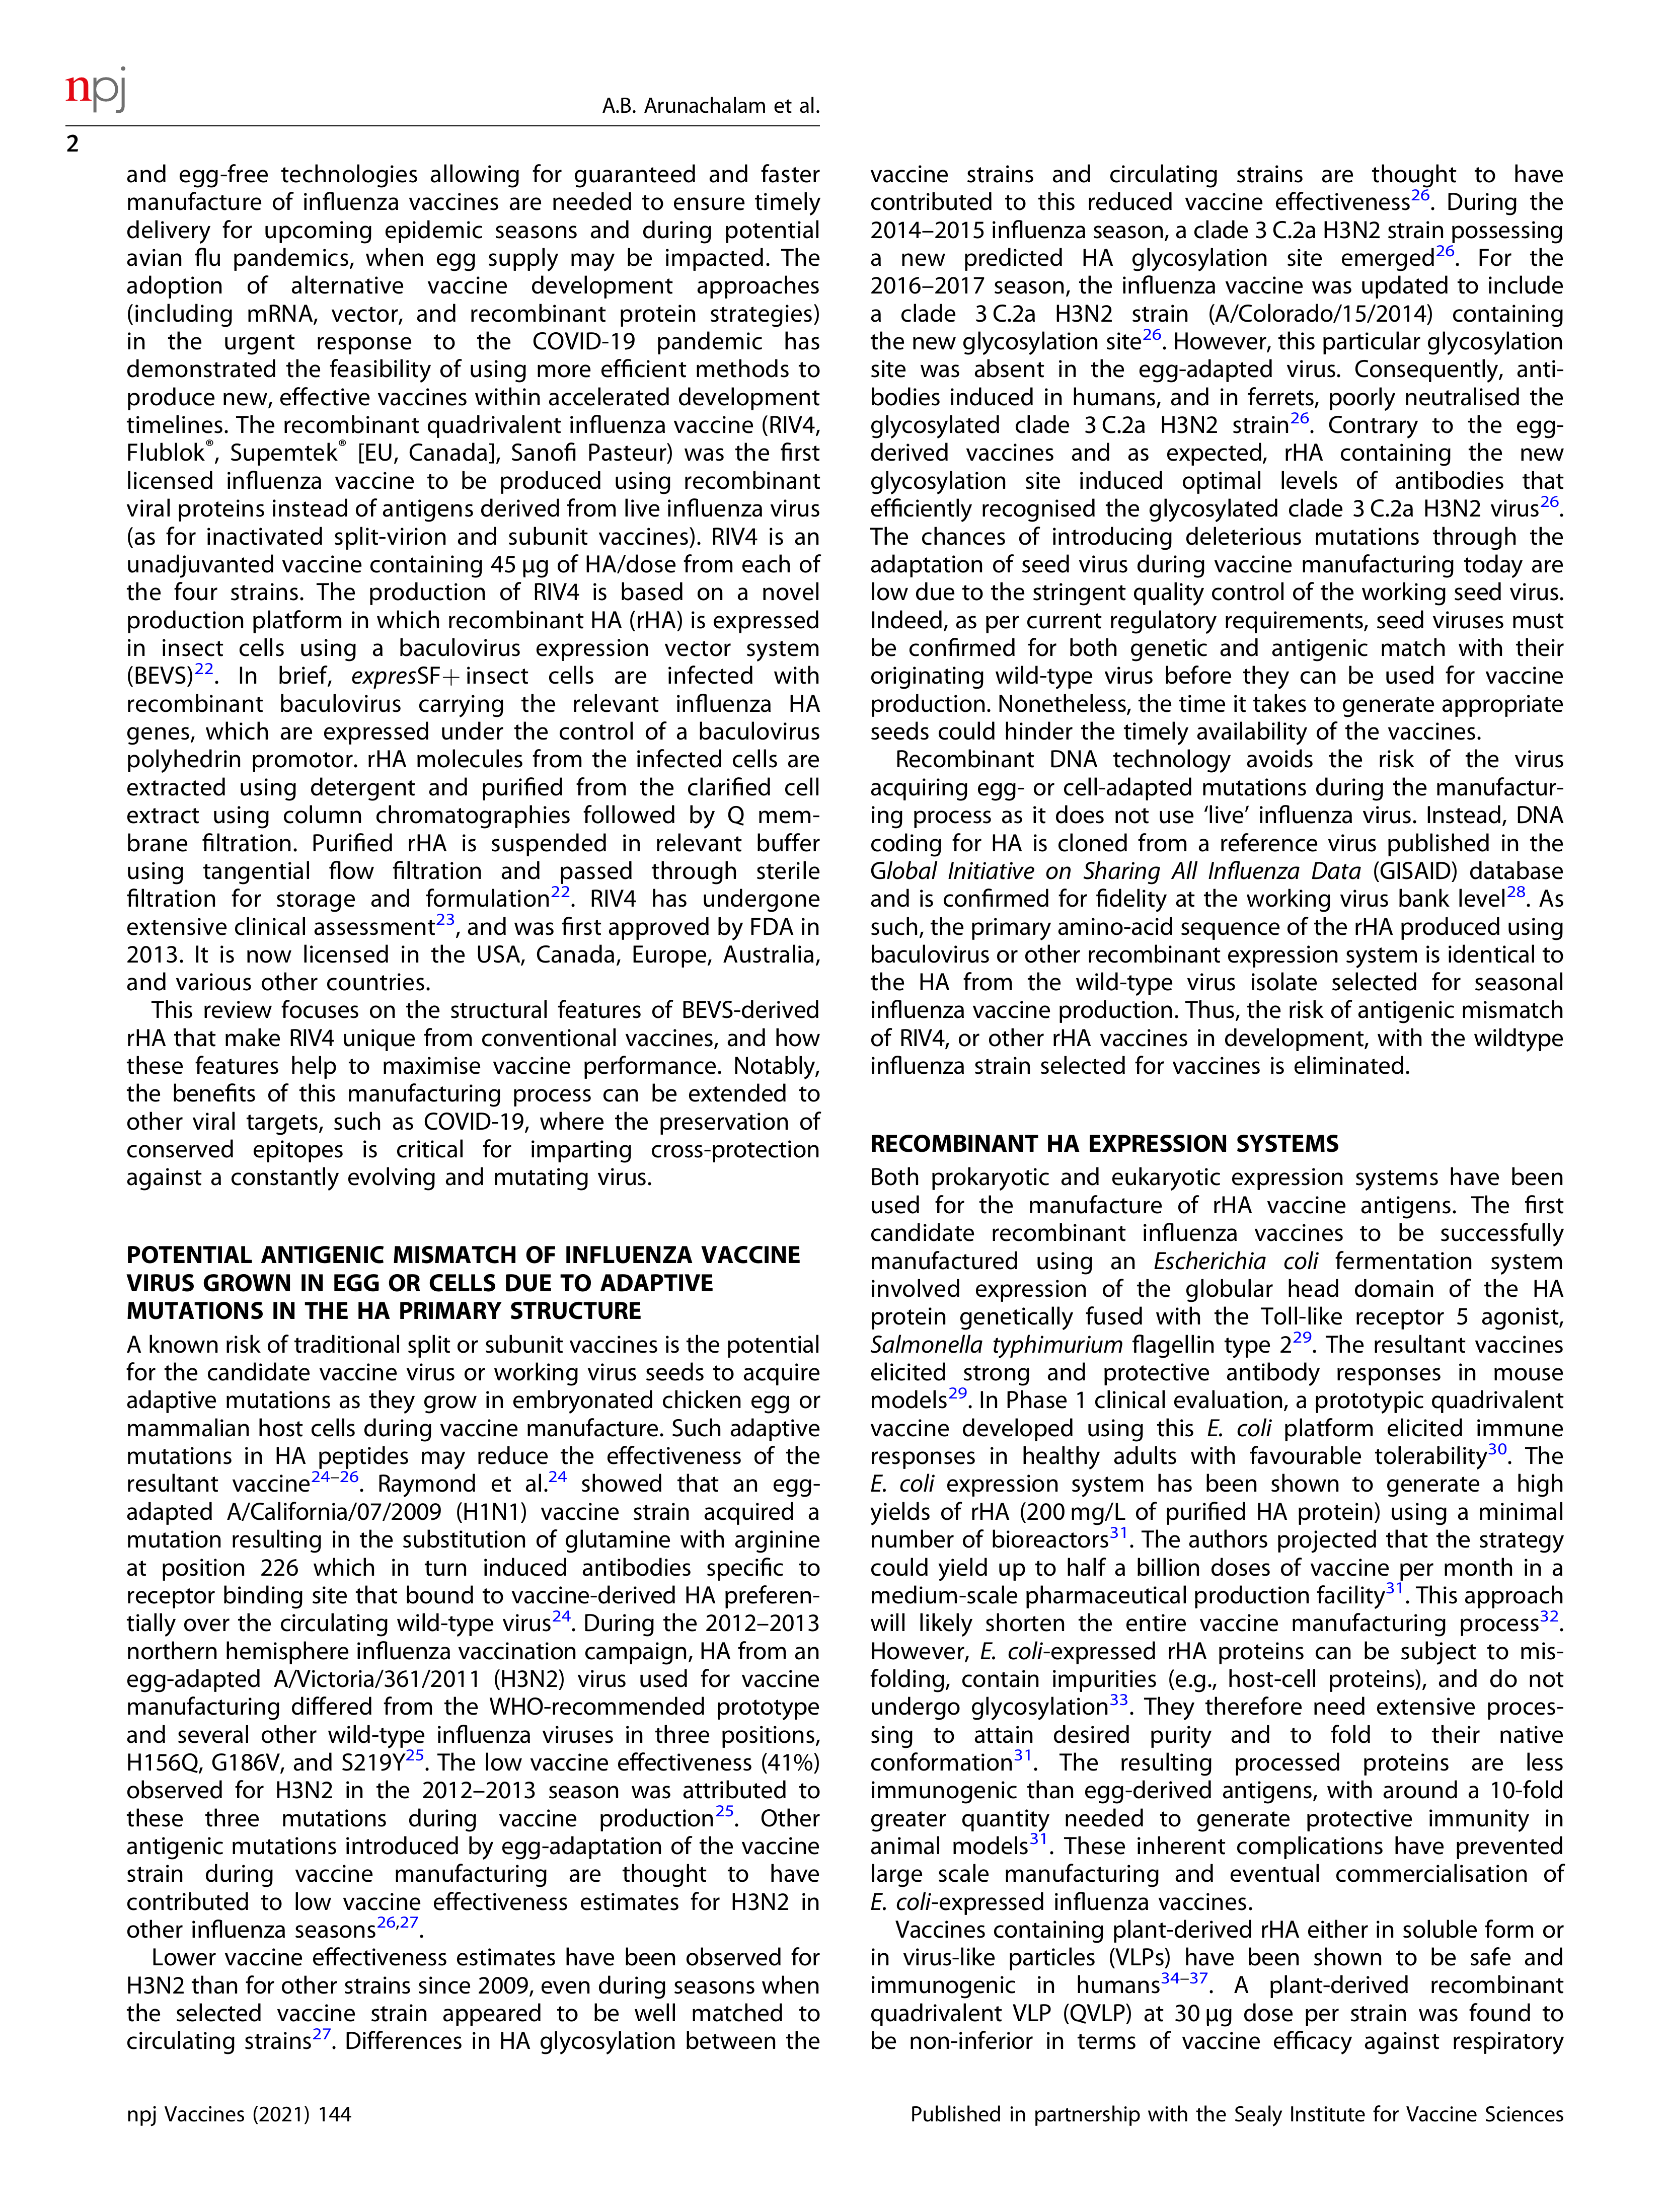 npj
A.B. Arunachalam et al.
2
and egg-free technologies allowing for guaranteed and faster
manufacture of influenza vaccines are needed to ensure timely
delivery for upcoming epidemic seasons and during potential
avian flu pandemics, when egg supply may be impacted. The
adoption of alternative vaccine development approaches
(including mRNA, vector, and recombinant protein strategies)
in the urgent response to the COVID-19 pandemic has
demonstrated the feasibility of using more efficient methods to
produce new, effective vaccines within accelerated development
timelines. The recombinant quadrivalent influenza vaccine (RIV4,
Flublok®, Supemtek® [EU, Canada], Sanofi Pasteur) was the first
licensed influenza vaccine to be produced using recombinant
viral proteins instead of antigens derived from live influenza virus
(as for inactivated split-virion and subunit vaccines). RIV4 is an
unadjuvanted vaccine containing 45 µg of HA/dose from each of
the four strains. The production of RIV4 is based on a novel
production platform in which recombinant HA (rHA) is expressed
in insect cells using a baculovirus expression vector system
(BEVS)22. In brief, expresSF+ insect cells are infected with
recombinant baculovirus carrying the relevant influenza HA
genes, which are expressed under the control of a baculovirus
polyhedrin promotor. rHA molecules from the infected cells are
extracted using detergent and purified from the clarified cell
extract using column chromatographies followed by Q mem-
brane filtration. Purified rHA is suspended in relevant buffer
using tangential flow filtration and passed through sterile
filtration for storage and formulation22. RIV4 has undergone
extensive clinical assessment23, and was first approved by FDA in
2013. It is now licensed in the USA, Canada, Europe, Australia,
and various other countries.
This review focuses on the structural features of BEVS-derived
rHA that make RIV4 unique from conventional vaccines, and how
these features help to maximise vaccine performance. Notably,
the benefits of this manufacturing process can be extended to
other viral targets, such as COVID-19, where the preservation of
conserved epitopes is critical for imparting cross-protection
against a constantly evolving and mutating virus.
POTENTIAL ANTIGENIC MISMATCH OF INFLUENZA VACCINE
VIRUS GROWN IN EGG OR CELLS DUE TO ADAPTIVE
MUTATIONS IN THE HA PRIMARY STRUCTURE
A known risk of traditional split or subunit vaccines is the potential
for the candidate vaccine virus or working virus seeds to acquire
adaptive mutations as they grow in embryonated chicken egg or
mammalian host cells during vaccine manufacture. Such adaptive
mutations in HA peptides may reduce the effectiveness of the
resultant vaccine24–26. Raymond et al.24 showed that an egg-
adapted A/California/07/2009 (H1N1) vaccine strain acquired a
mutation resulting in the substitution of glutamine with arginine
at position 226 which in turn induced antibodies specific to
receptor binding site that bound to vaccine-derived HA preferen-
tially over the circulating wild-type virus24. During the 2012–2013
northern hemisphere influenza vaccination campaign, HA from an
egg-adapted A/Victoria/361/2011 (H3N2) virus used for vaccine
manufacturing differed from the WHO-recommended prototype
and several other wild-type influenza viruses in three positions,
H156Q, G186V, and S219Y25. The low vaccine effectiveness (41%)
observed for H3N2 in the 2012–2013 season was attributed to
these three mutations during vaccine production25. Other
antigenic mutations introduced by egg-adaptation of the vaccine
strain during vaccine manufacturing are thought to have
contributed to low vaccine effectiveness estimates for H3N2 in
other influenza seasons26,27.
Lower vaccine effectiveness estimates have been observed for
H3N2 than for other strains since 2009, even during seasons when
the selected vaccine strain appeared to be well matched to
circulating strains27. Differences in HA glycosylation between the
vaccine strains and circulating strains are thought to have
contributed to this reduced vaccine effectiveness26. During the
2014–2015 influenza season, a clade 3 C.2a H3N2 strain possessing
a new predicted HA glycosylation site emerged26. For the
2016–2017 season, the influenza vaccine was updated to include
a clade 3 C.2a H3N2 strain (A/Colorado/15/2014) containing
the new glycosylation site26. However, this particular glycosylation
site was absent in the egg-adapted virus. Consequently, anti-
bodies induced in humans, and in ferrets, poorly neutralised the
glycosylated clade 3 C.2a H3N2 strain26. Contrary to the egg-
derived vaccines and as expected, rHA containing the new
glycosylation site induced optimal levels of antibodies that
efficiently recognised the glycosylated clade 3 C.2a H3N2 virus26.
The chances of introducing deleterious mutations through the
adaptation of seed virus during vaccine manufacturing today are
low due to the stringent quality control of the working seed virus.
Indeed, as per current regulatory requirements, seed viruses must
be confirmed for both genetic and antigenic match with their
originating wild-type virus before they can be used for vaccine
production. Nonetheless, the time it takes to generate appropriate
seeds could hinder the timely availability of the vaccines.
Recombinant DNA technology avoids the risk of the virus
acquiring egg- or cell-adapted mutations during the manufactur-
ing process as it does not use ‘live’ influenza virus. Instead, DNA
coding for HA is cloned from a reference virus published in the
Global Initiative on Sharing All Influenza Data (GISAID) database
and is confirmed for fidelity at the working virus bank level28. As
such, the primary amino-acid sequence of the rHA produced using
baculovirus or other recombinant expression system is identical to
the HA from the wild-type virus isolate selected for seasonal
influenza vaccine production. Thus, the risk of antigenic mismatch
of RIV4, or other rHA vaccines in development, with the wildtype
influenza strain selected for vaccines is eliminated.
RECOMBINANT HA EXPRESSION SYSTEMS
Both prokaryotic and eukaryotic expression systems have been
used for the manufacture of rHA vaccine antigens. The first
candidate recombinant influenza vaccines to be successfully
manufactured using an Escherichia coli fermentation system
involved expression of the globular head domain of the HA
protein genetically fused with the Toll-like receptor 5 agonist,
Salmonella typhimurium flagellin type 229. The resultant vaccines
elicited strong and protective antibody responses in mouse
models29. In Phase 1 clinical evaluation, a prototypic quadrivalent
vaccine developed using this E. coli platform elicited immune
responses in healthy adults with favourable tolerability30. The
E. coli expression system has been shown to generate a high
yields of rHA (200 mg/L of purified HA protein) using a minimal
number of bioreactors31. The authors projected that the strategy
could yield up to half a billion doses of vaccine per month in a
medium-scale pharmaceutical production facility31. This approach
will likely shorten the entire vaccine manufacturing process32.
However, E. coli-expressed rHA proteins can be subject to mis-
folding, contain impurities (e.g., host-cell proteins), and do not
undergo glycosylation33. They therefore need extensive proces-
sing to attain desired purity and to fold to their native
conformation31. The resulting processed proteins are less
immunogenic than egg-derived antigens, with around a 10-fold
greater quantity needed to generate protective immunity in
animal models31. These inherent complications have prevented
large scale manufacturing and eventual commercialisation of
E. coli-expressed influenza vaccines.
Vaccines containing plant-derived rHA either in soluble form or
in virus-like particles (VLPs) have been shown to be safe and
immunogenic in humans34–37. A plant-derived recombinant
quadrivalent VLP (QVLP) at 30 µg dose per strain was found to
be non-inferior in terms of vaccine efficacy against respiratory
npj Vaccines (2021) 144
Published in partnership with the Sealy Institute for Vaccine Sciences